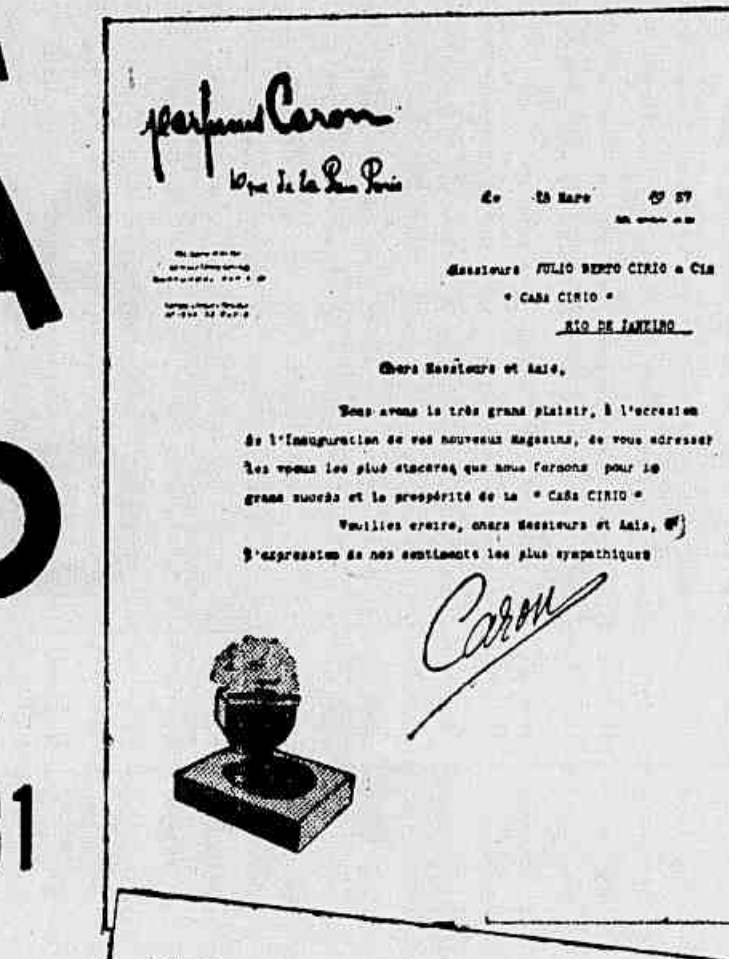 A
A
O
1
parfums Caron
10 rue de la Paix Paris
le 18 Mars 1937
Messieurs JULIO BERTO CIRIO & Cia
" CASA CIRIO "
RIO DE JANEIRO
Chers Messieurs et Amis,
Nous avons le très grand plaisir, à l'occasion
de l'Inauguration de vos nouveaux Magasins, de vous adresser
les voeux les plus sincères que nous formons pour le
grand succès et la prospérité de la " CASA CIRIO "
Veuillez croire, chers Messieurs et Amis, à
l'expression de nos sentiments les plus sympathiques
Caron